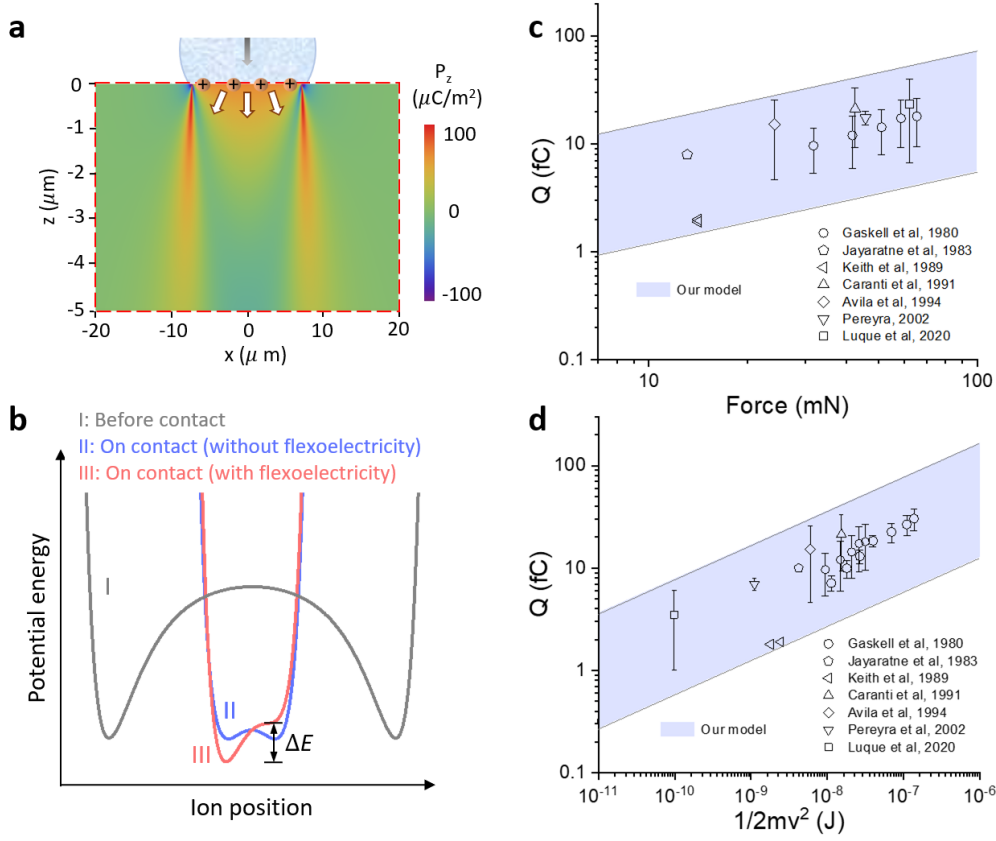 a
P_z
(μC/m²)
100
0
-100
+ + + +
0
-1
-2
-3
-4
-5
z (μm)
-20
-10
0
10
20
x (μ m)
b
I: Before contact
II: On contact (without flexoelectricity)
III: On contact (with flexoelectricity)
I
II
III
ΔE
Potential energy
Ion position
c
100
10
1
0.1
Q (fC)
Gaskell et al, 1980
Jayaratne et al, 1983
Keith et al, 1989
Caranti et al, 1991
Avila et al, 1994
Pereyra, 2002
Luque et al, 2020
Our model
10
100
Force (mN)
d
100
10
1
0.1
Q (fC)
Gaskell et al, 1980
Jayaratne et al, 1983
Keith et al, 1989
Caranti et al, 1991
Avila et al, 1994
Pereyra et al, 2002
Luque et al, 2020
Our model
10⁻¹¹
10⁻¹⁰
10⁻⁹
10⁻⁸
10⁻⁷
10⁻⁶
1/2mv² (J)